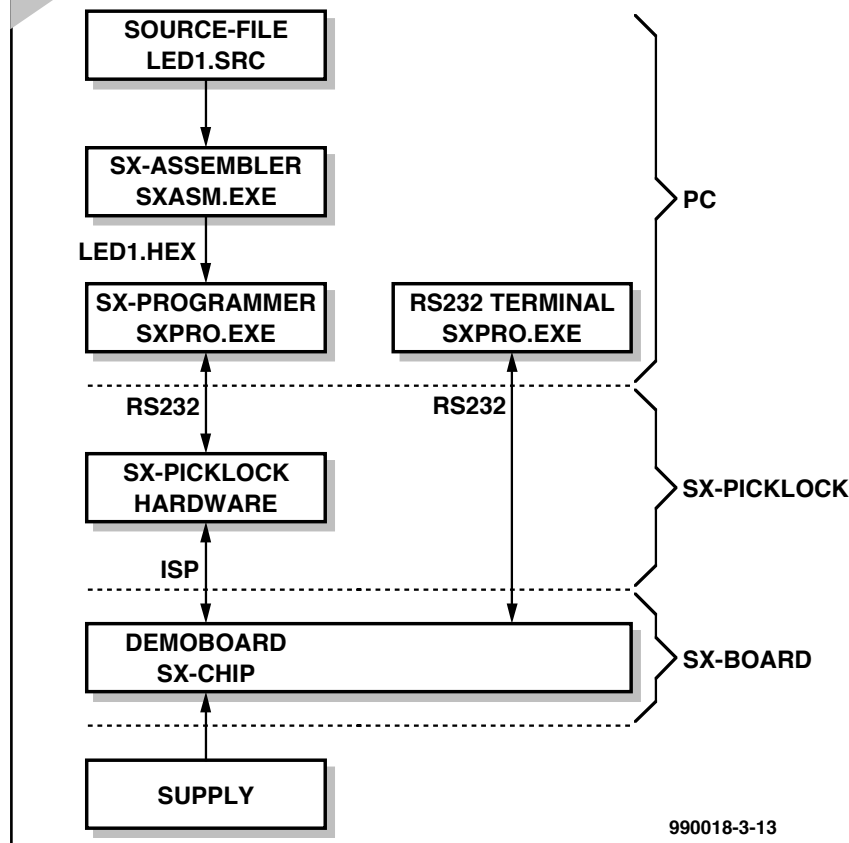 SOURCE-FILE
LED1.SRC
SX-ASSEMBLER
SXASM.EXE
PC
LED1.HEX
SX-PROGRAMMER
SXPRO.EXE
RS232 TERMINAL
SXPRO.EXE
RS232
RS232
SX-PICKLOCK
HARDWARE
SX-PICKLOCK
ISP
DEMOBOARD
SX-CHIP
SX-BOARD
SUPPLY
990018-3-13